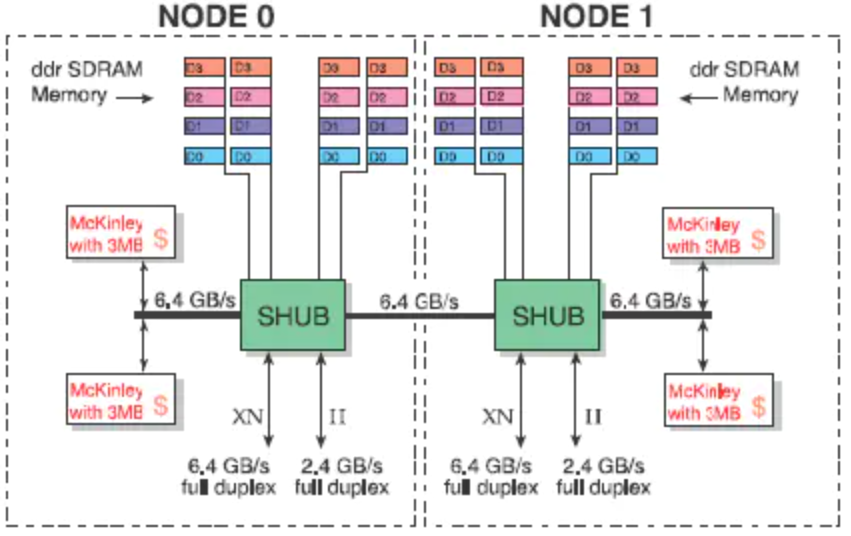 NODE 0 NODE 1
ddr SDRAM
Memory
D3 D3 D3 D3
D2 D2 D2 D2
D1 D1 D1 D1
D0 D0 D0 D0
D3 D3 D3 D3
D2 D2 D2 D2
D1 D1 D1 D1
D0 D0 D0 D0
ddr SDRAM
Memory
McKinley
with 3MB $
McKinley
with 3MB $
6.4 GB/s
SHUB
6.4 GB/s
SHUB
6.4 GB/s
McKinley
with 3MB $
McKinley
with 3MB $
XN II
6.4 GB/s 2.4 GB/s
full duplex full duplex
XN II
6.4 GB/s 2.4 GB/s
full duplex full duplex